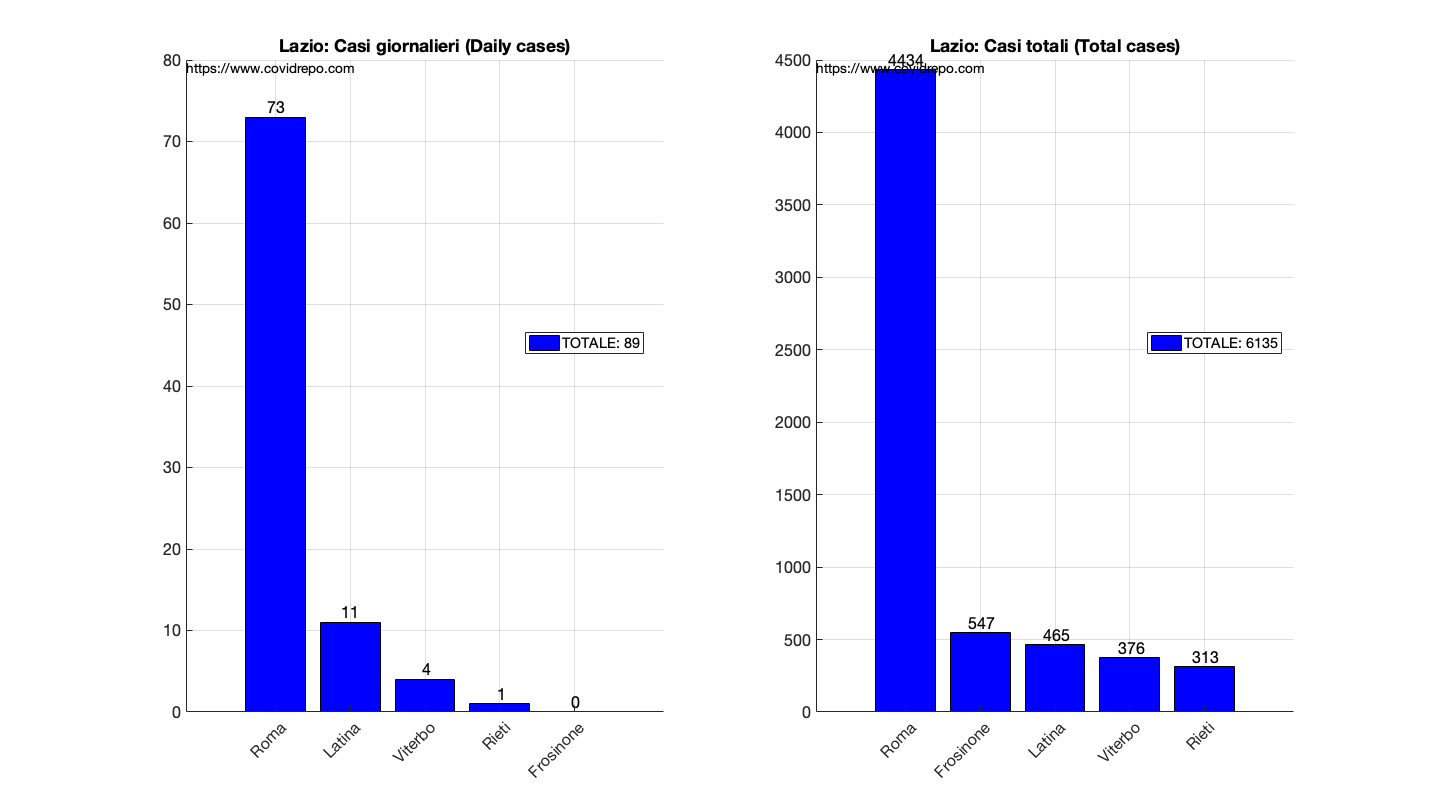 Lazio: Casi giornalieri (Daily cases)
https://www.covidrepo.com
80
70
60
50
40
30
20
10
0
73
11
4
1
0
TOTALE: 89
Roma
Latina
Viterbo
Rieti
Frosinone
Lazio: Casi totali (Total cases)
https://www.covidrepo.com
4500
4000
3500
3000
2500
2000
1500
1000
500
0
4434
547
465
376
313
TOTALE: 6135
Roma
Frosinone
Latina
Viterbo
Rieti